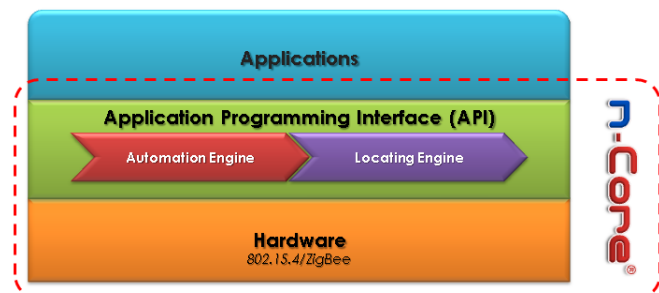 Applications
Application Programming Interface (API)
Automation Engine
Locating Engine
Hardware
802.15.4/ZigBee
n-Core®